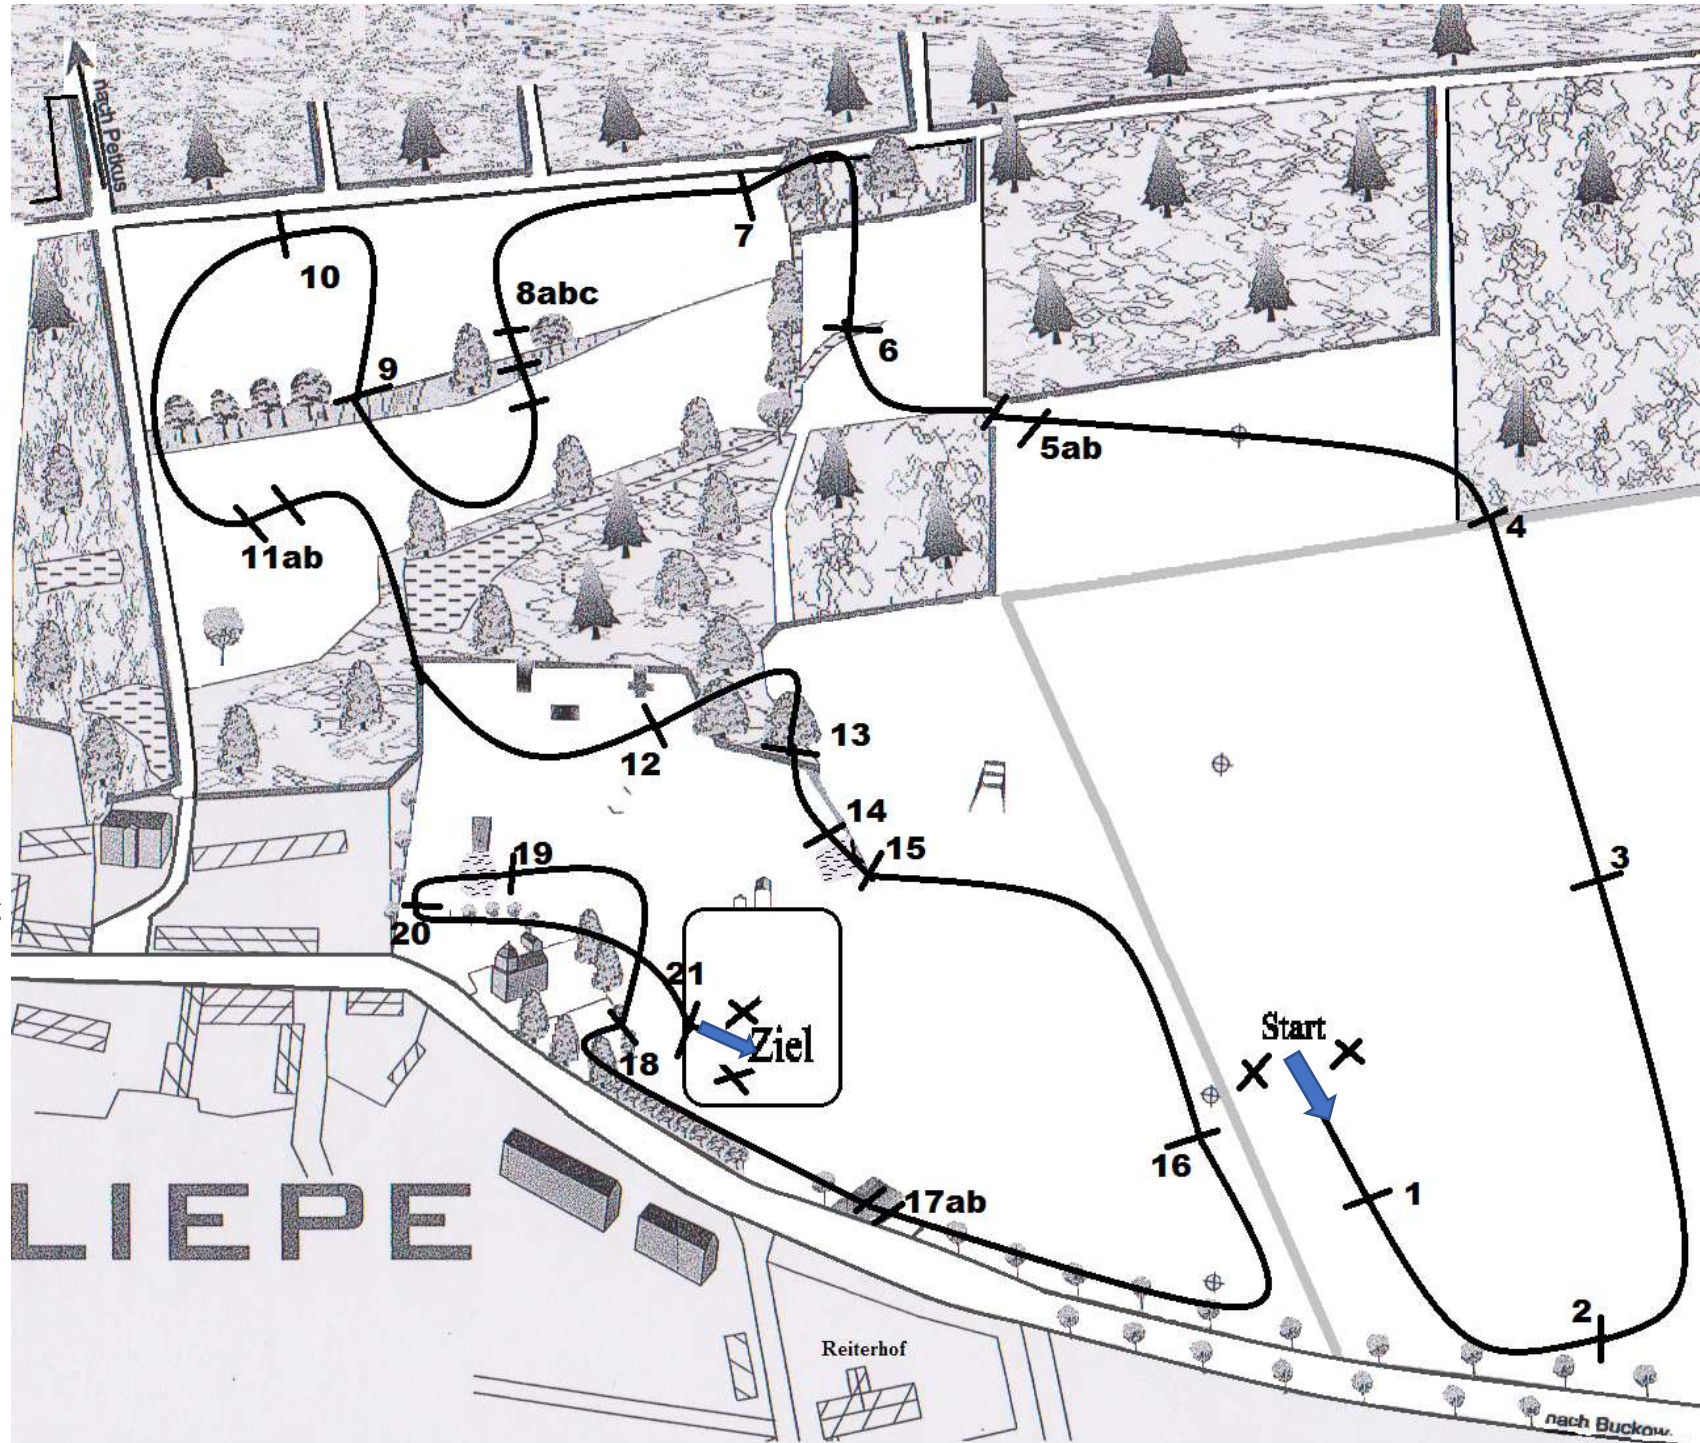 nach Petkus
7
10
8abc
6
9
5ab
4
11ab
13
12
14
15
19
3
20
21
Start
Ziel
18
16
1
17ab
LIEPE
2
Reiterhof
nach Buckow